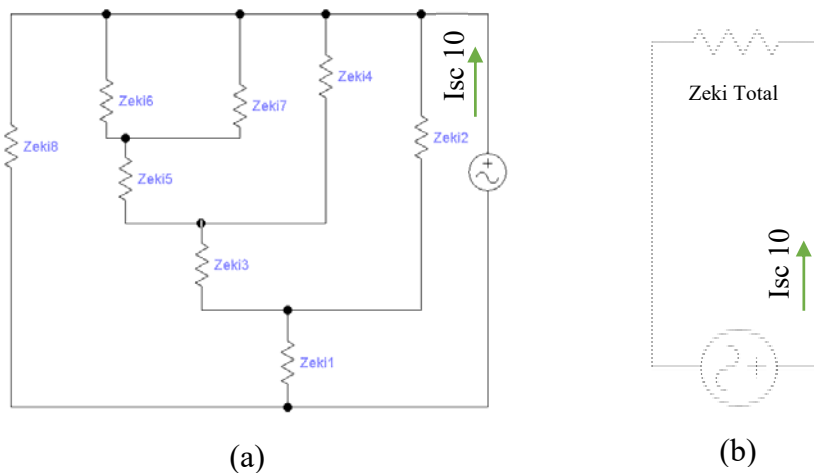 Isc 10
Zeki4
Zeki6
Zeki7
Zeki Total
Zeki8
Zeki2
Zeki5
Zeki3
Isc 10
Zeki1
(a)
(b)